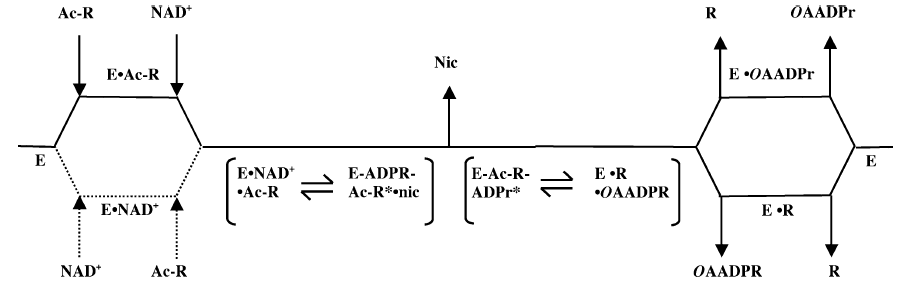 Ac-R NAD⁺ R OAADPr
Nic
E•Ac-R E •OAADPr
E E
E•NAD⁺ E-ADPR- E-Ac-R- E •R
•Ac-R Ac-R*•nic ADPr* •OAADPR
E•NAD⁺ E •R
NAD⁺ Ac-R OAADPR R